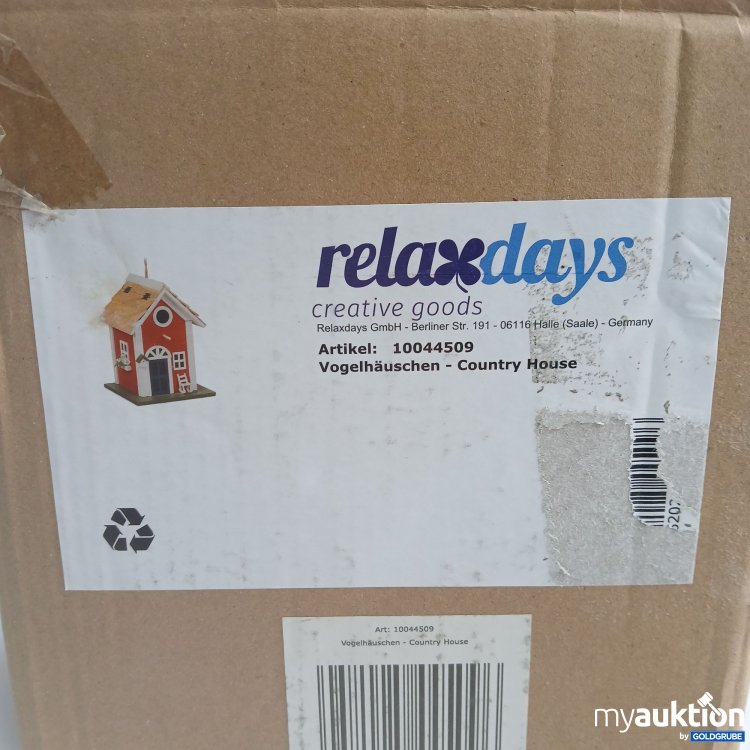 relaxdays
creative goods
Relaxdays GmbH - Berliner Str. 191 - 06116 Halle (Saale) - Germany
Artikel: 10044509
Vogelhäuschen - Country House
5207
Art: 10044509
Vogelhäuschen - Country House
myauktion
by GOLDGRUBE